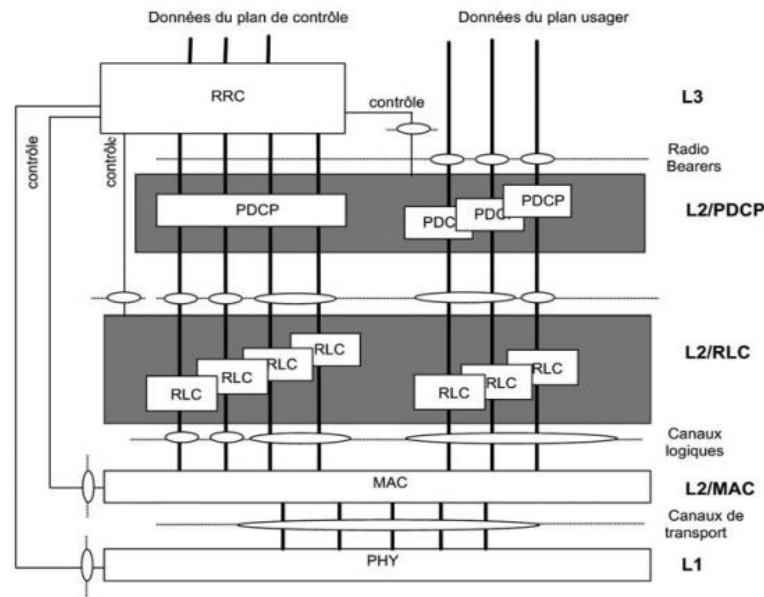 Données du plan de contrôle
Données du plan usager
RRC
contrôle
L3
contrôle
contrôle
Radio
Bearers
PDCP
PDCP
PDCP
L2/PDCP
RLC
RLC
RLC
RLC
RLC
RLC
RLC
L2/RLC
Canaux
logiques
MAC
L2/MAC
Canaux de
transport
PHY
L1